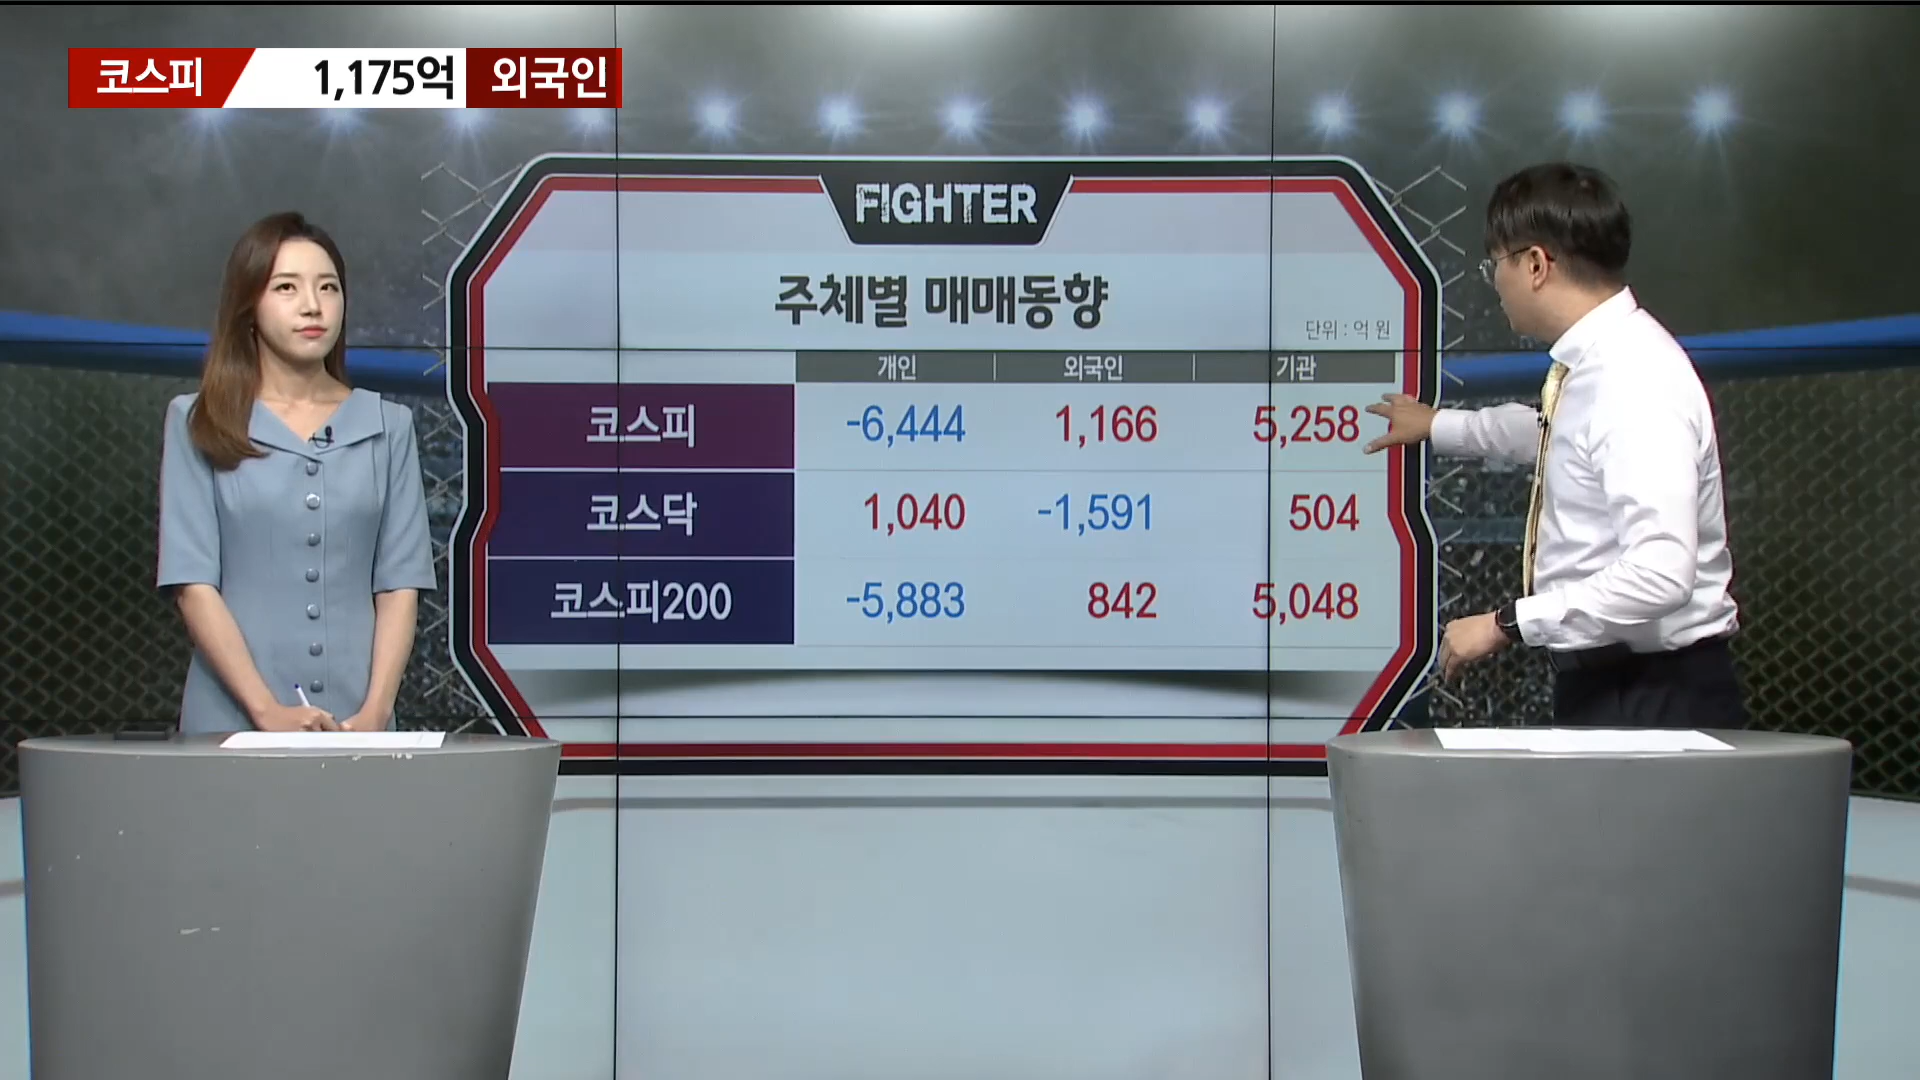 코스피 1,175억 외국인
FIGHTER
주체별 매매동향
단위 : 억 원
개인 외국인 기관
코스피 -6,444 1,166 5,258
코스닥 1,040 -1,591 504
코스피200 -5,883 842 5,048